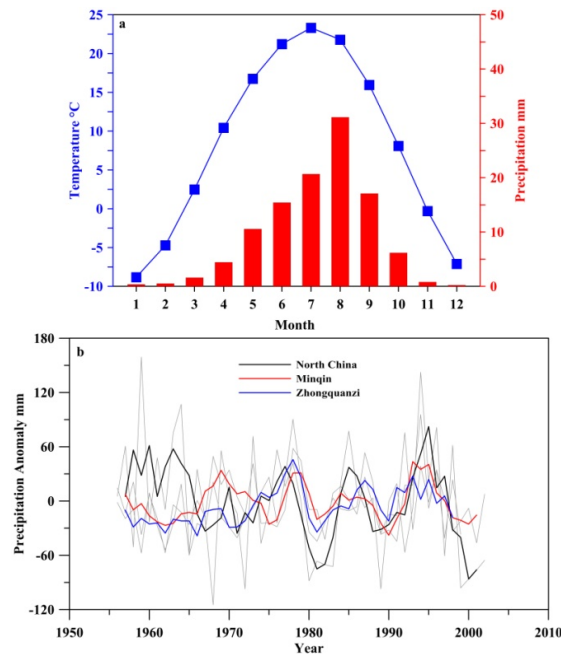 a
25
20
15
10
5
0
-5
-10
Temperature °C
50
40
30
20
10
0
Precipitation mm
1 2 3 4 5 6 7 8 9 10 11 12
Month
b
180
120
60
0
-60
-120
Precipitation Anomaly mm
North China
Minqin
Zhongquanzi
1950 1960 1970 1980 1990 2000 2010
Year